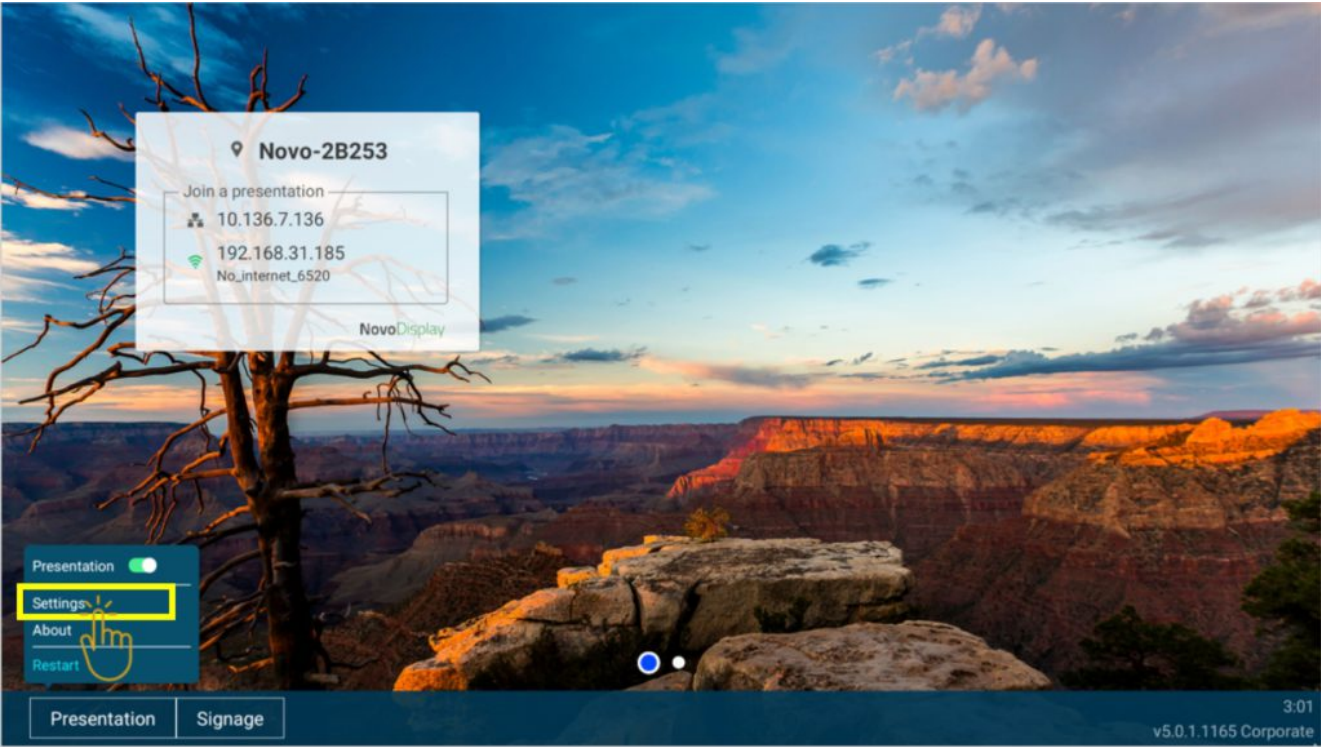 Novo-2B253
Join a presentation
10.136.7.136
192.168.31.185
No_internet_6520
NovoDisplay
Presentation
Settings
About
Restart
Presentation
Signage
3:01
v5.0.1.1165 Corporate